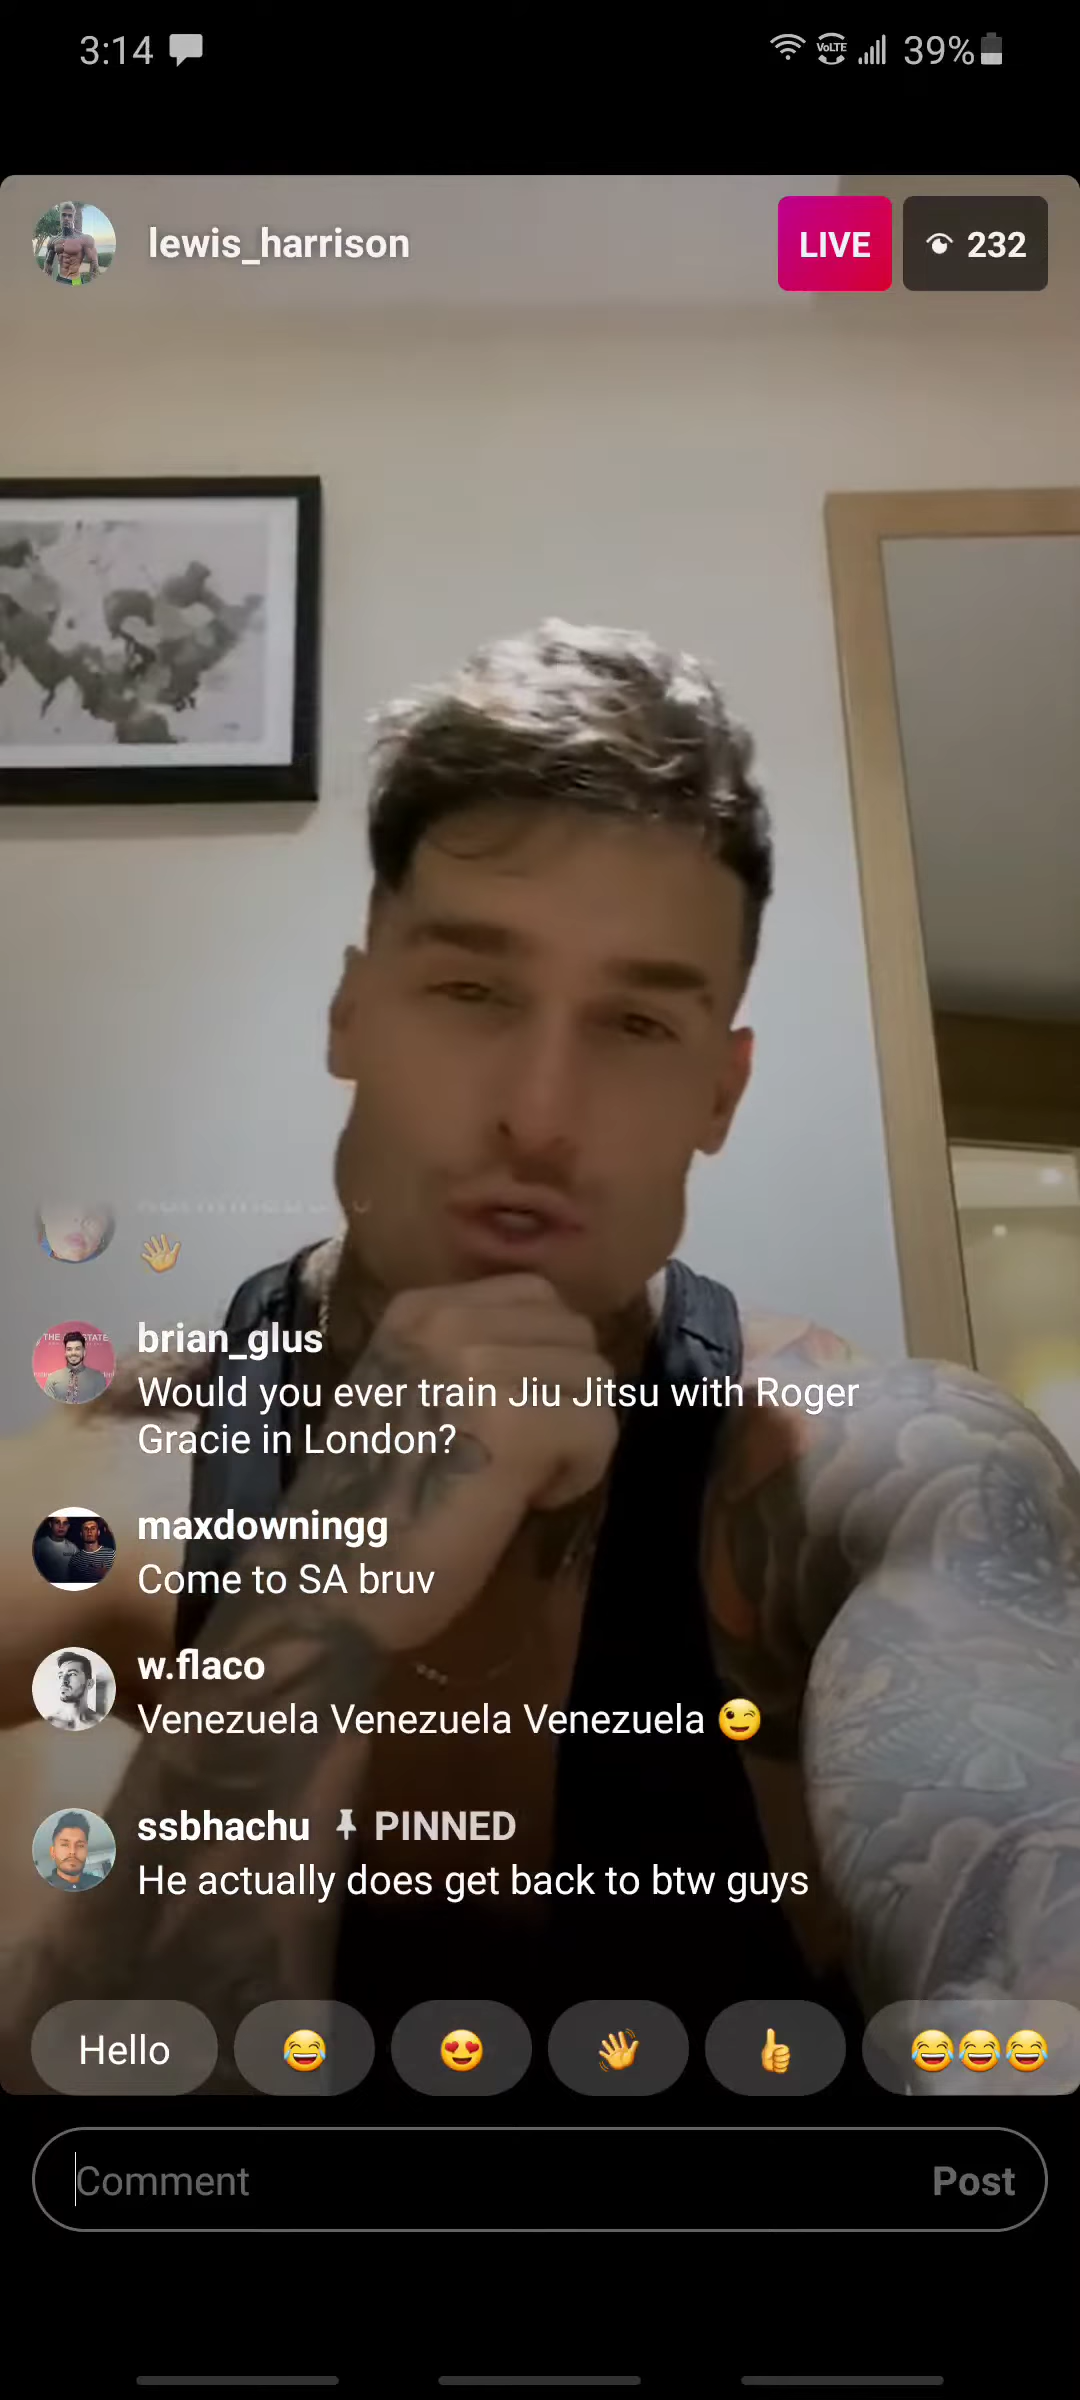 3:14
VoLTE
39%
lewis_harrison
LIVE
232
👋
brian_glus
Would you ever train Jiu Jitsu with Roger
Gracie in London?
maxdowningg
Come to SA bruv
w.flaco
Venezuela Venezuela Venezuela 😉
ssbhachu PINNED
He actually does get back to btw guys
Hello 😂 😍 👋 👍 😂😂😂
Comment
Post